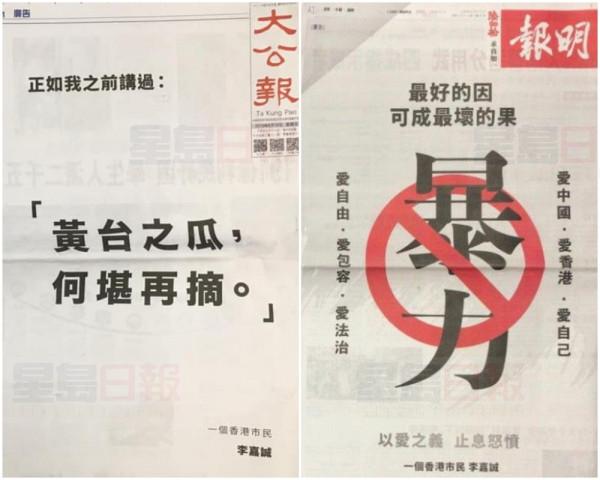 廣告
大公報
Ta Kung Pao
正如我之前講過：
「黃台之瓜，
何堪再摘。」
一個香港市民
李嘉誠
星島日報
星島日報
明報
最好的因
可成最壞的果
暴力
愛中國·愛香港·愛自己
愛自由·愛包容·愛法治
以愛之義 止息怒憤
一個香港市民 李嘉誠
星島日報
星島日報